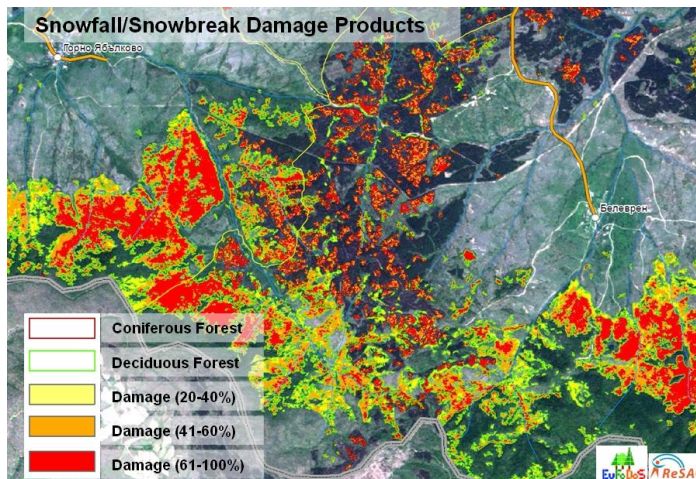 Snowfall/Snowbreak Damage Products
Горно Ябълково
Белеврен
Coniferous Forest
Deciduous Forest
Damage (20-40%)
Damage (41-60%)
Damage (61-100%)
EuFoDoS
ReSA